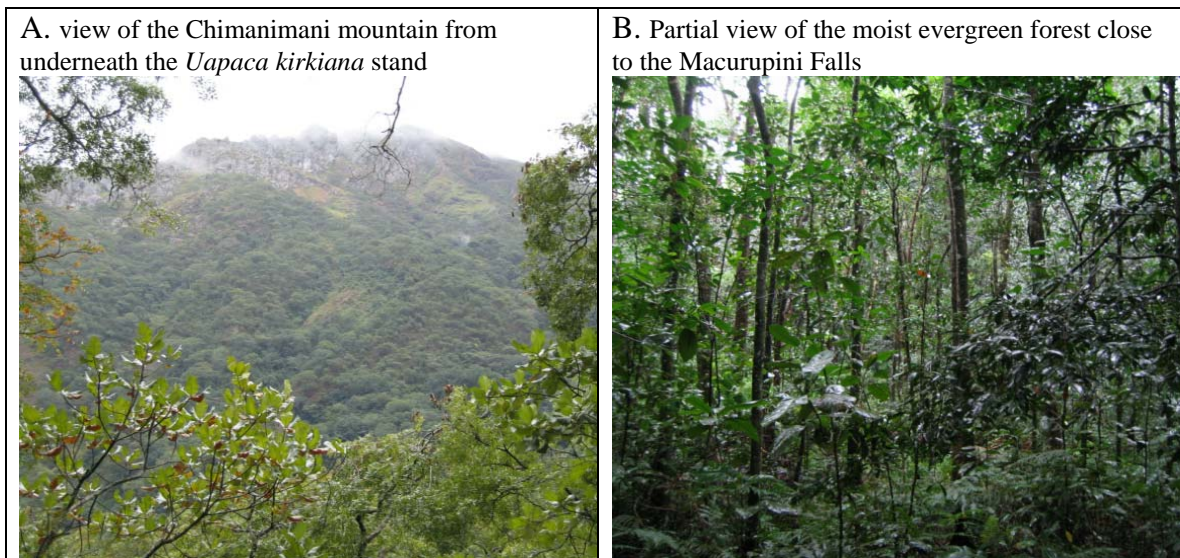 A. view of the Chimanimani mountain from
underneath the Uapaca kirkiana stand
B. Partial view of the moist evergreen forest close
to the Macurupini Falls